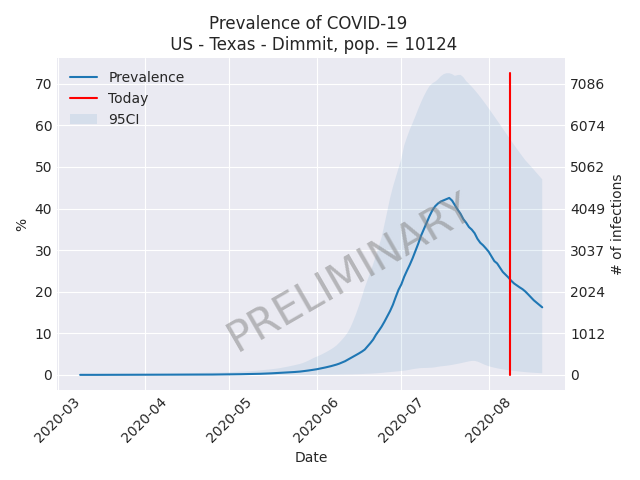 Prevalence of COVID-19
US - Texas - Dimmit, pop. = 10124
Prevalence
Today
95CI
PRELIMINARY
%
70
60
50
40
30
20
10
0
7086
6074
5062
4049
3037
2024
1012
0
# of infections
2020-03
2020-04
2020-05
2020-06
2020-07
2020-08
Date